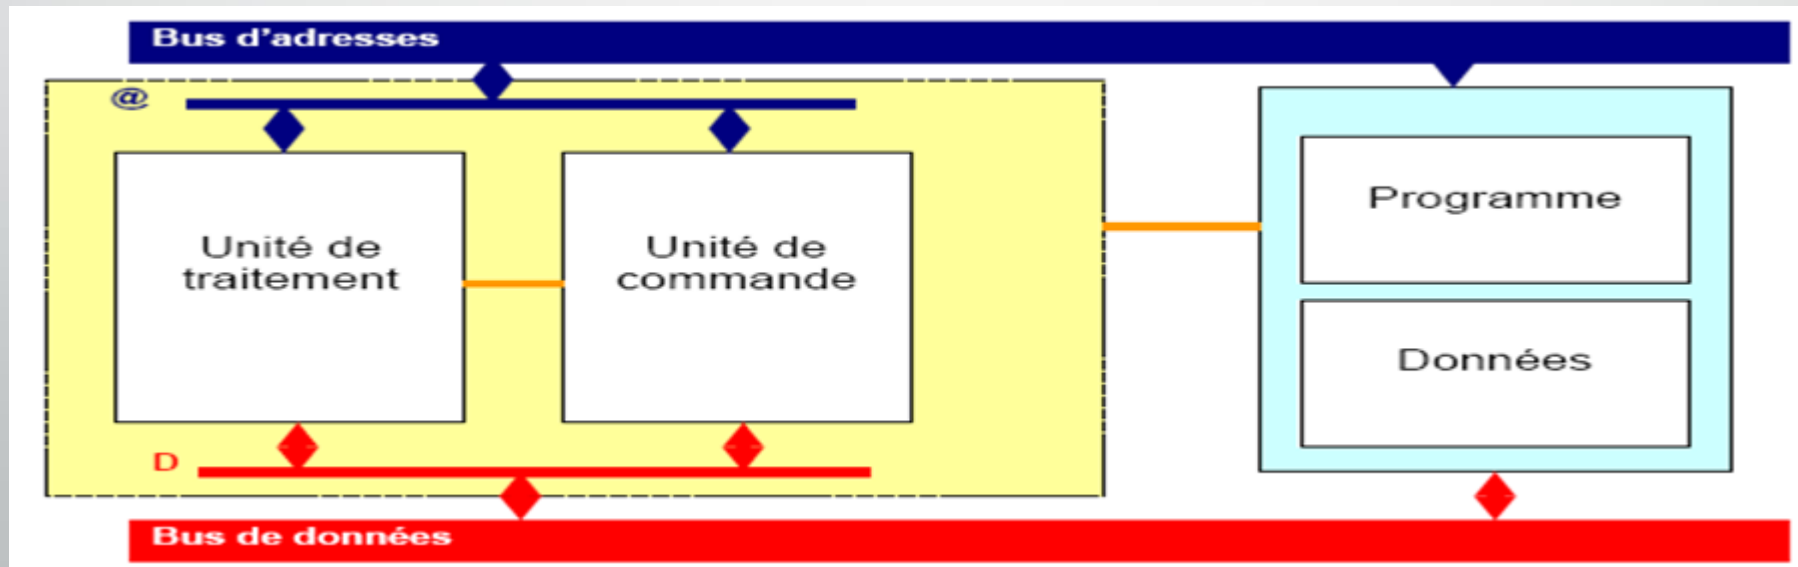 Bus d'adresses
@
Unité de
traitement
Unité de
commande
Programme
Données
D
Bus de données